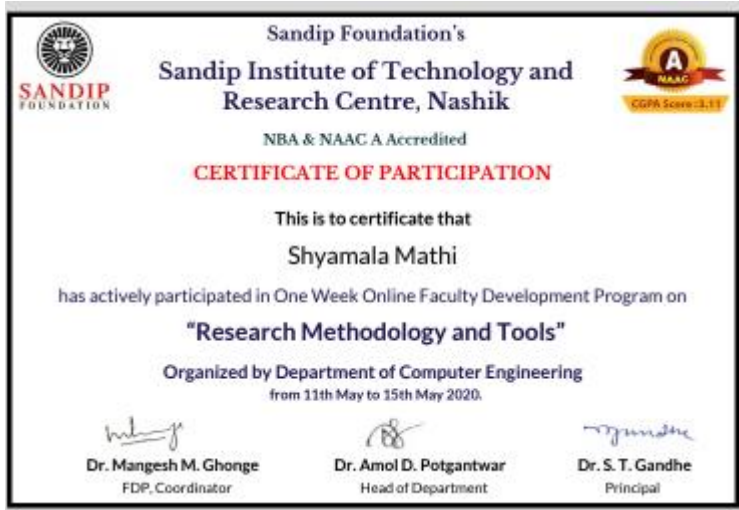 Sandip Foundation's
Sandip Institute of Technology and
Research Centre, Nashik
SANDIP
FOUNDATION
A
NAAC
CGPA Score :3.11
NBA & NAAC A Accredited
CERTIFICATE OF PARTICIPATION
This is to certificate that
Shyamala Mathi
has actively participated in One Week Online Faculty Development Program on
“Research Methodology and Tools”
Organized by Department of Computer Engineering
from 11th May to 15th May 2020.
Dr. Mangesh M. Ghonge
FDP, Coordinator
Dr. Amol D. Potgantwar
Head of Department
Dr. S. T. Gandhe
Principal